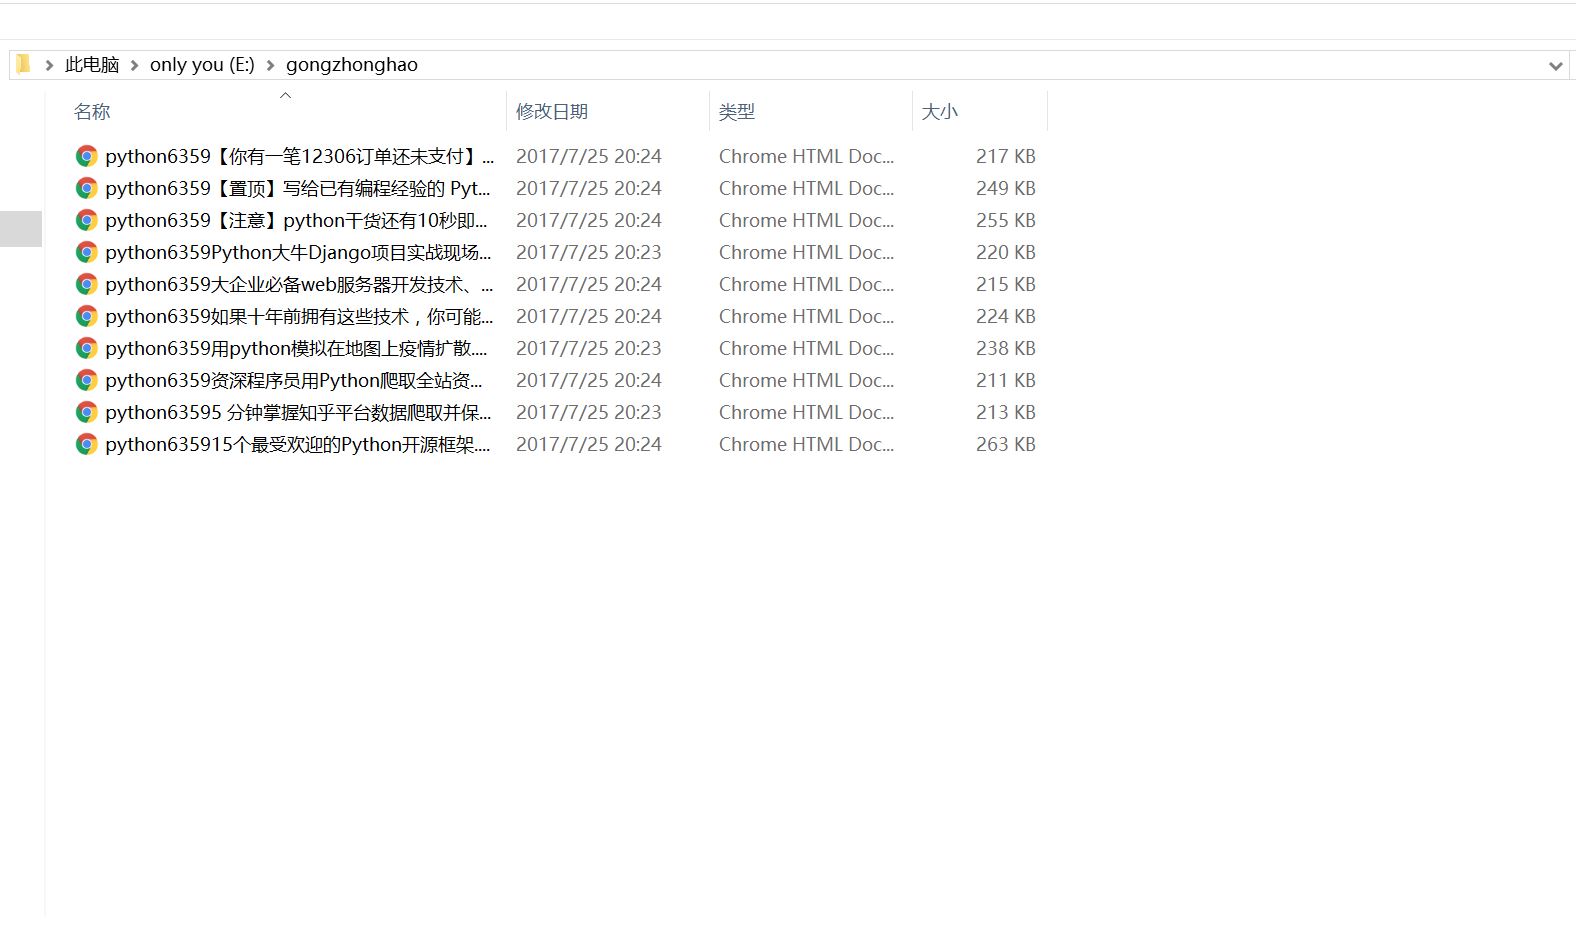 此电脑 > only you (E:) > gongzhonghao
名称 修改日期 类型 大小
python6359【你有一笔12306订单还未支付】... 2017/7/25 20:24 Chrome HTML Doc... 217 KB
python6359【置顶】写给已有编程经验的 Pyt... 2017/7/25 20:24 Chrome HTML Doc... 249 KB
python6359【注意】python干货还有10秒即... 2017/7/25 20:24 Chrome HTML Doc... 255 KB
python6359Python大牛Django项目实战现场... 2017/7/25 20:23 Chrome HTML Doc... 220 KB
python6359大企业必备web服务器开发技术、... 2017/7/25 20:24 Chrome HTML Doc... 215 KB
python6359如果十年前拥有这些技术，你可能... 2017/7/25 20:24 Chrome HTML Doc... 224 KB
python6359用python模拟在地图上疫情扩散.... 2017/7/25 20:23 Chrome HTML Doc... 238 KB
python6359资深程序员用Python爬取全站资... 2017/7/25 20:24 Chrome HTML Doc... 211 KB
python63595 分钟掌握知乎平台数据爬取并保... 2017/7/25 20:23 Chrome HTML Doc... 213 KB
python635915个最受欢迎的Python开源框架.... 2017/7/25 20:24 Chrome HTML Doc... 263 KB